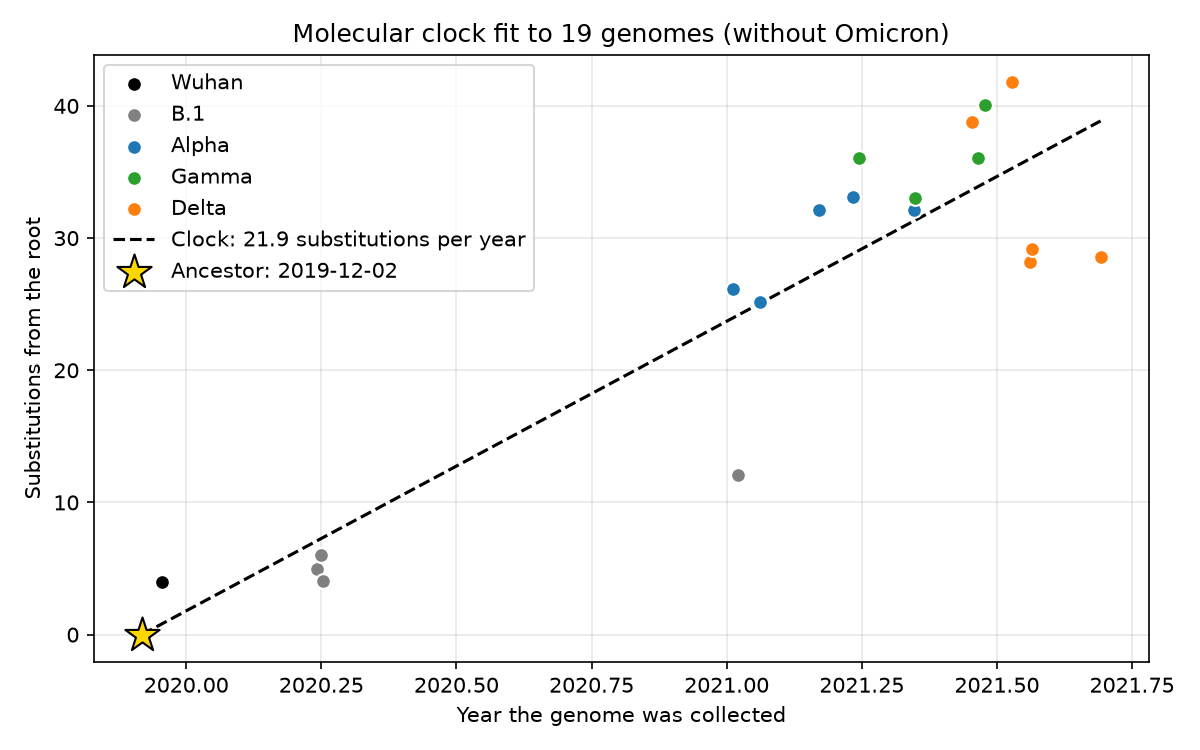 Molecular clock fit to 19 genomes (without Omicron)
Wuhan
B.1
Alpha
Gamma
Delta
Clock: 21.9 substitutions per year
Ancestor: 2019-12-02
Substitutions from the root
40
30
20
10
0
2020.00 2020.25 2020.50 2020.75 2021.00 2021.25 2021.50 2021.75
Year the genome was collected